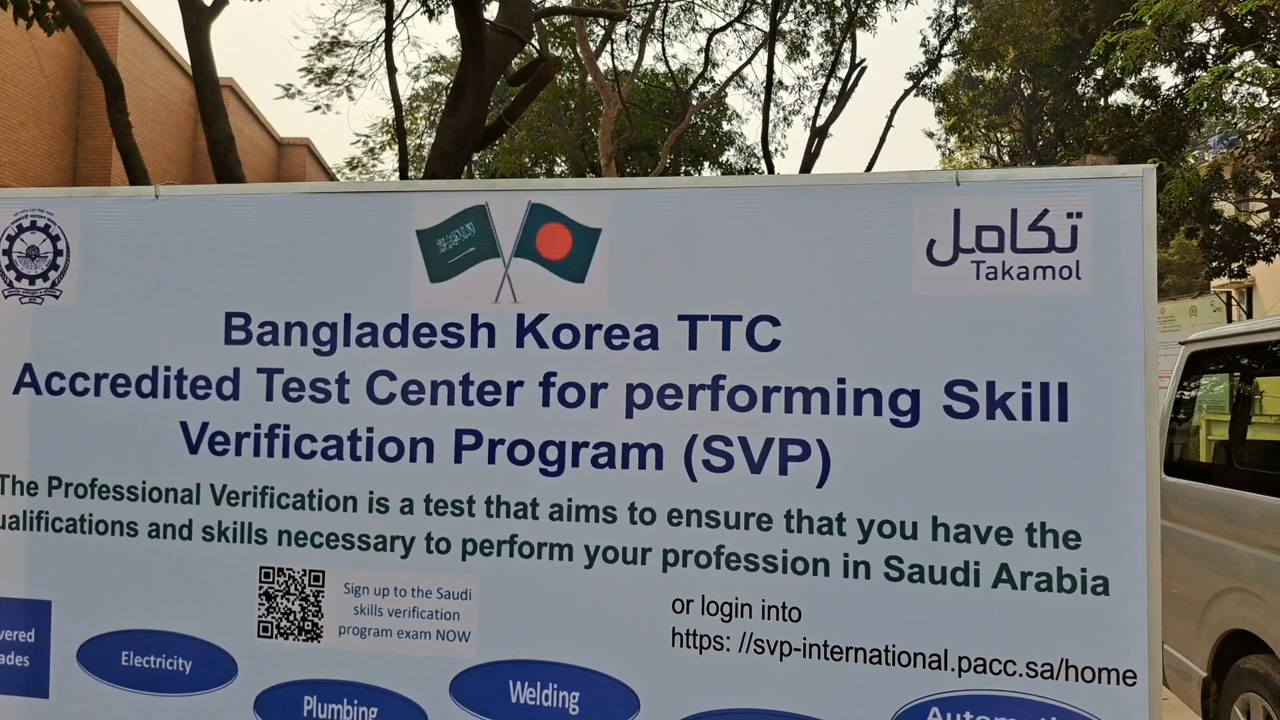 تكامل
Takamol
Bangladesh Korea TTC
Accredited Test Center for performing Skill
Verification Program (SVP)
The Professional Verification is a test that aims to ensure that you have the
ualifications and skills necessary to perform your profession in Saudi Arabia
Sign up to the Saudi
skills verification
program exam NOW
or login into
https: //svp-international.pacc.sa/home
vered
ades
Electricity
Plumbing
Welding